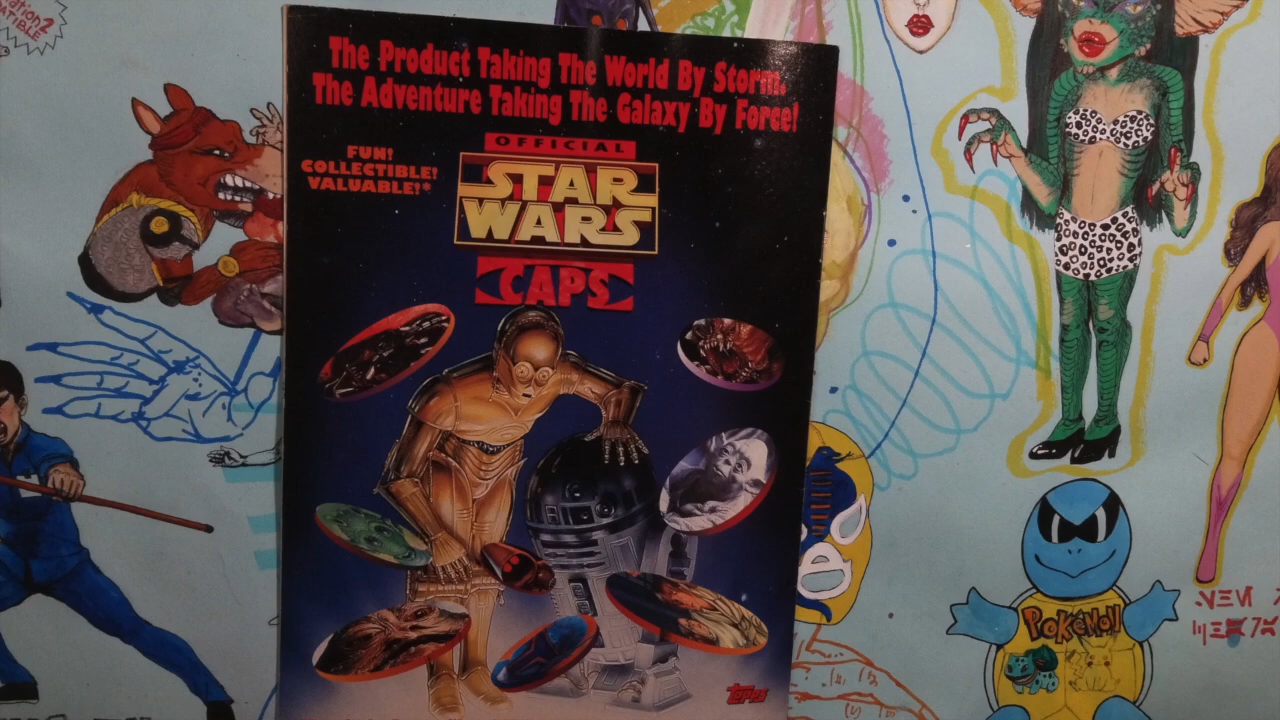 The Product Taking The World By Storm.
The Adventure Taking The Galaxy By Force!
OFFICIAL
STAR
WARS
CAPS
FUN!
COLLECTIBLE!
VALUABLE!*
Topps
POKéMON